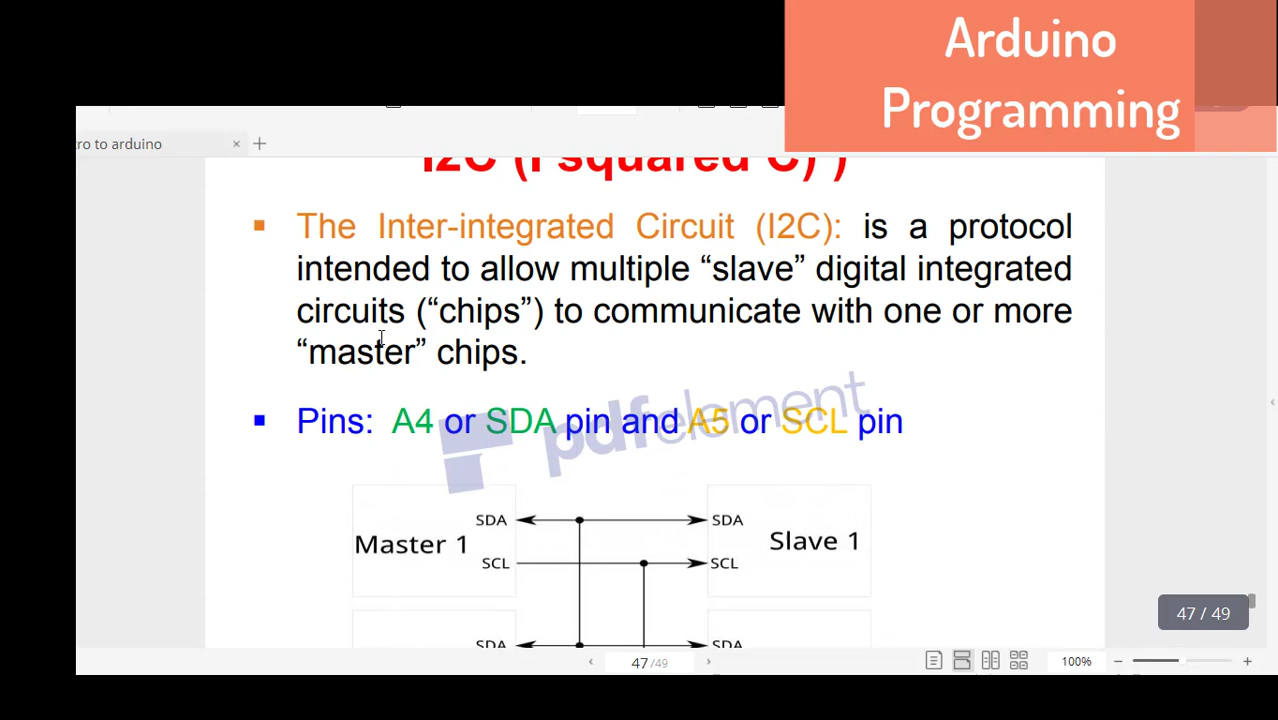 Arduino
Programming
ro to arduino
I2C (I squared C) )
▪ The Inter-integrated Circuit (I2C): is a protocol
intended to allow multiple “slave” digital integrated
circuits (“chips”) to communicate with one or more
“master” chips.
▪ Pins: A4 or SDA pin and A5 or SCL pin
pdfelement
SDA
SDA
Master 1
Slave 1
SCL
SCL
47 / 49
SDA
SDA
47 /49
100%